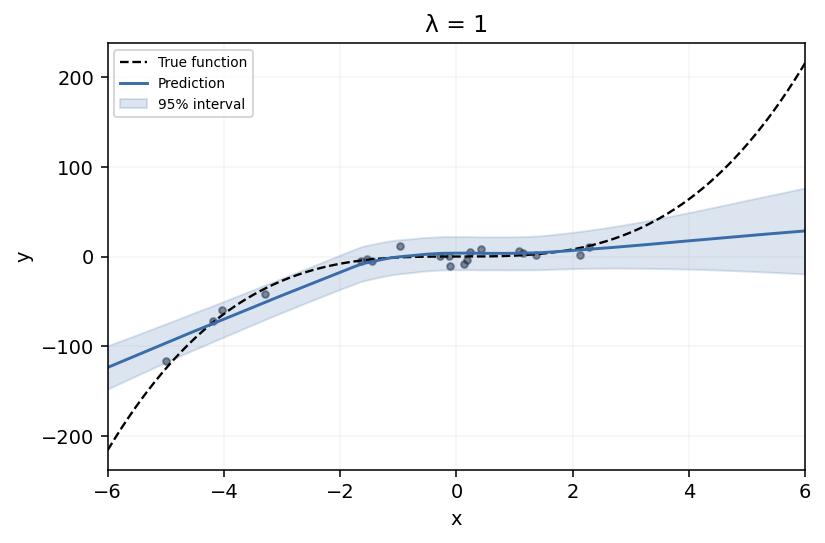 λ = 1
True function
Prediction
95% interval
200
100
0
−100
−200
y
−6
−4
−2
0
2
4
6
x